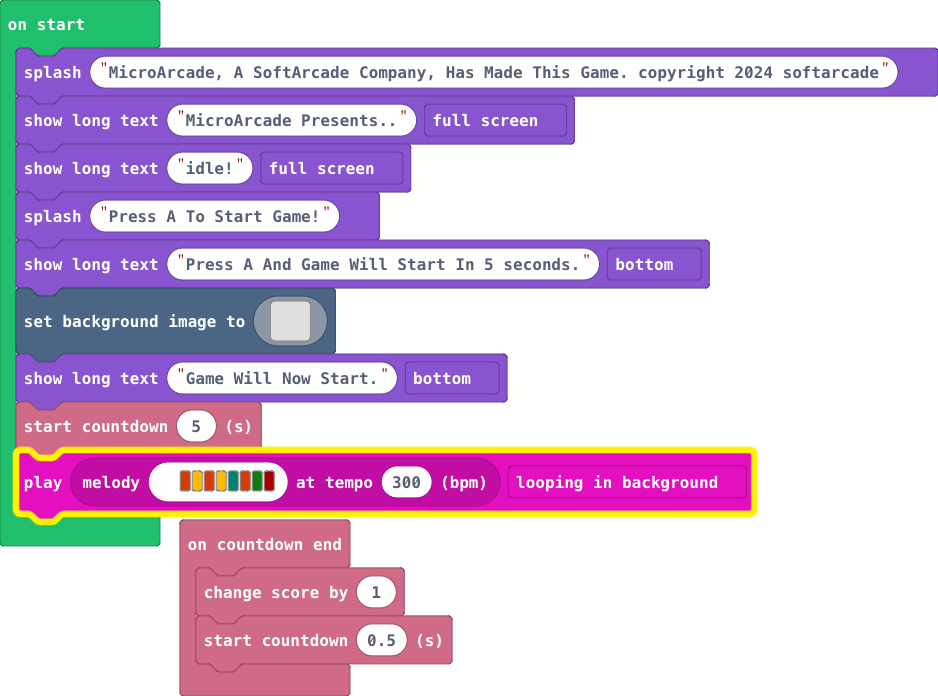 on start
splash "MicroArcade, A SoftArcade Company, Has Made This Game. copyright 2024 softarcade"
show long text "MicroArcade Presents.." full screen
show long text "idle!" full screen
splash "Press A To Start Game!"
show long text "Press A And Game Will Start In 5 seconds." bottom
set background image to
show long text "Game Will Now Start." bottom
start countdown 5 (s)
play melody at tempo 300 (bpm) looping in background
on countdown end
change score by 1
start countdown 0.5 (s)